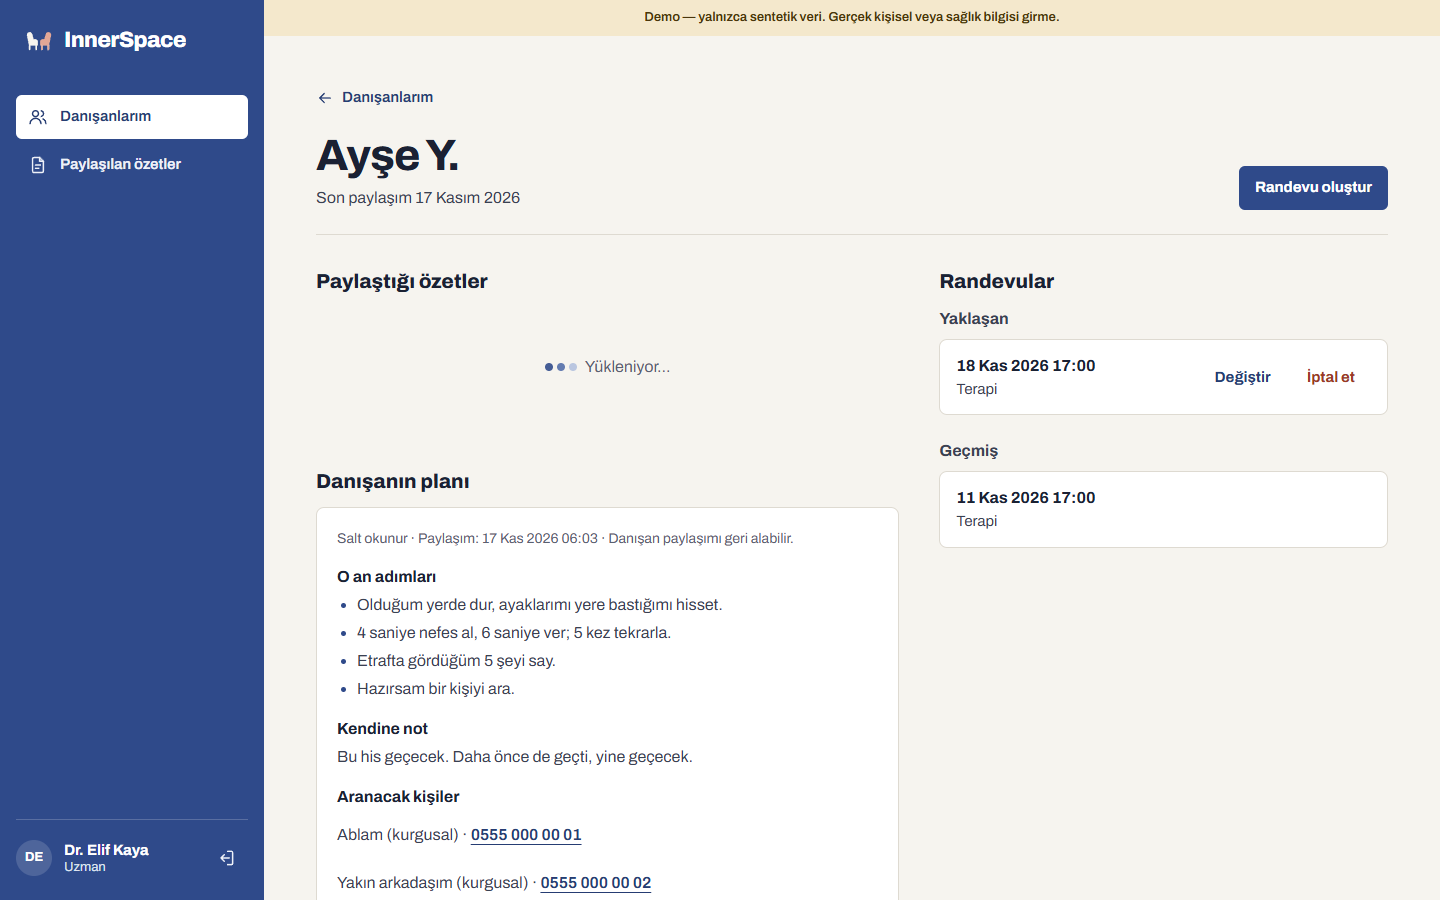 Demo — yalnızca sentetik veri. Gerçek kişisel veya sağlık bilgisi girme.
InnerSpace
Danışanlarım
Paylaşılan özetler
DE
Dr. Elif Kaya
Uzman
Danışanlarım
Ayşe Y.
Son paylaşım 17 Kasım 2026
Randevu oluştur
Paylaştığı özetler
Yükleniyor...
Danışanın planı
Salt okunur · Paylaşım: 17 Kas 2026 06:03 · Danışan paylaşımı geri alabilir.
O an adımları
• Olduğum yerde dur, ayaklarımı yere bastığımı hisset.
• 4 saniye nefes al, 6 saniye ver; 5 kez tekrarla.
• Etrafta gördüğüm 5 şeyi say.
• Hazırsam bir kişiyi ara.
Kendine not
Bu his geçecek. Daha önce de geçti, yine geçecek.
Aranacak kişiler
Ablam (kurgusal) · 0555 000 00 01
Yakın arkadaşım (kurgusal) · 0555 000 00 02
Randevular
Yaklaşan
18 Kas 2026 17:00
Terapi
Değiştir
İptal et
Geçmiş
11 Kas 2026 17:00
Terapi